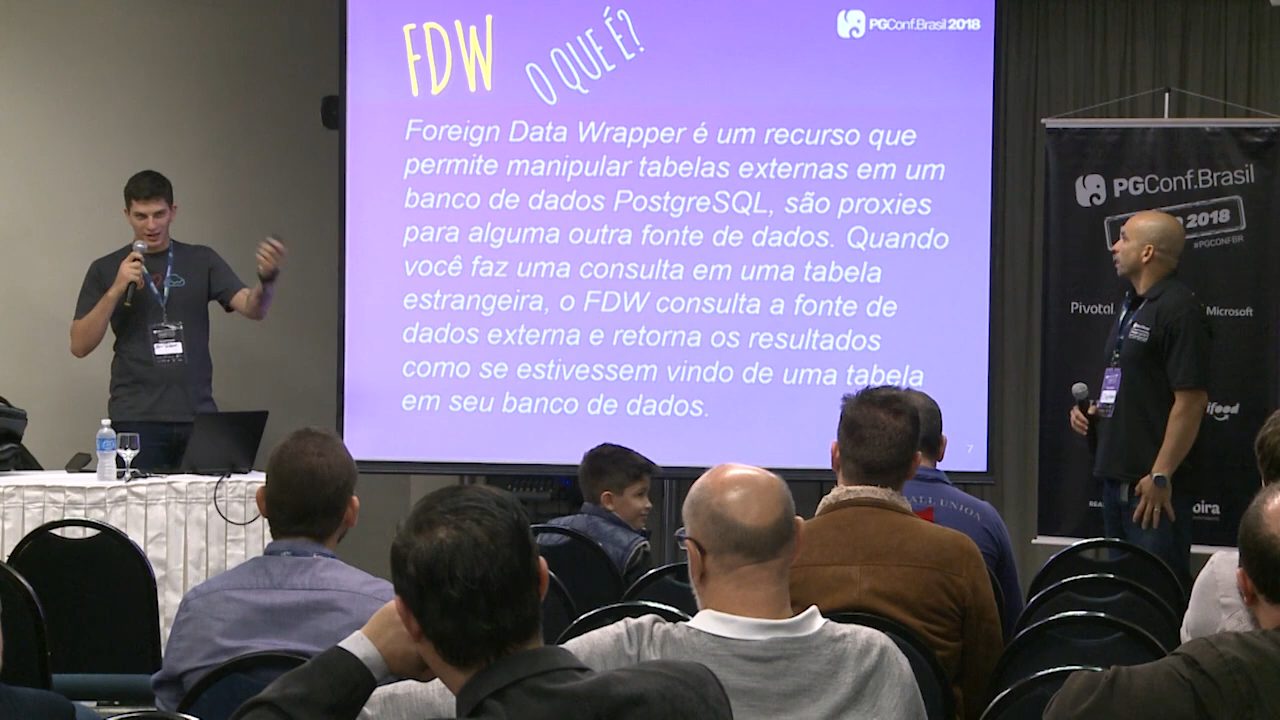 FDW
O QUE É?
PGConf.Brasil 2018
Foreign Data Wrapper é um recurso que
permite manipular tabelas externas em um
banco de dados PostgreSQL, são proxies
para alguma outra fonte de dados. Quando
você faz uma consulta em uma tabela
estrangeira, o FDW consulta a fonte de
dados externa e retorna os resultados
como se estivessem vindo de uma tabela
em seu banco de dados.
7
PGConf.Brasil
2018
#PGCONFBR
Pivotal
Microsoft
ifood
BALL UNION